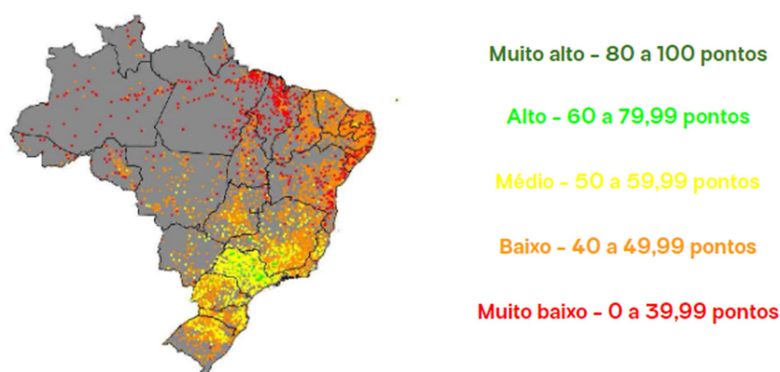 Muito alto - 80 a 100 pontos
Alto - 60 a 79,99 pontos
Médio - 50 a 59,99 pontos
Baixo - 40 a 49,99 pontos
Muito baixo - 0 a 39,99 pontos